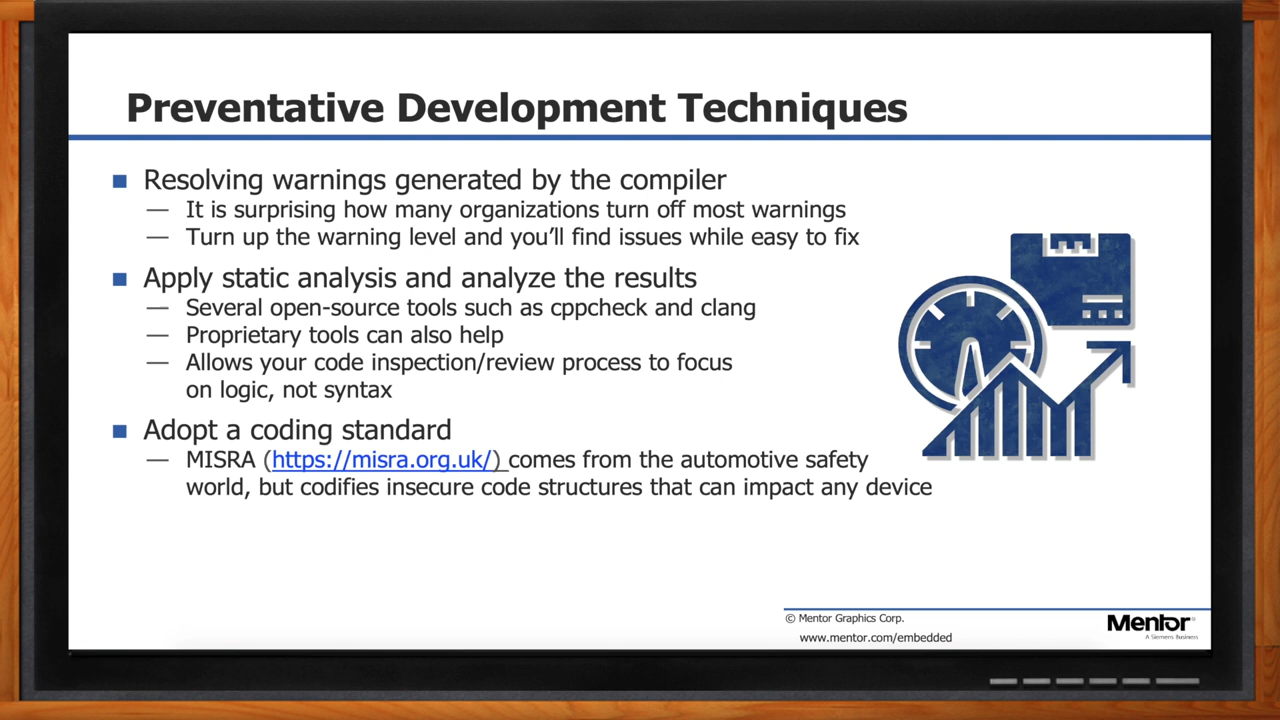 Preventative Development Techniques
Resolving warnings generated by the compiler
— It is surprising how many organizations turn off most warnings
— Turn up the warning level and you’ll find issues while easy to fix
Apply static analysis and analyze the results
— Several open-source tools such as cppcheck and clang
— Proprietary tools can also help
— Allows your code inspection/review process to focus
on logic, not syntax
Adopt a coding standard
— MISRA (https://misra.org.uk/) comes from the automotive safety
world, but codifies insecure code structures that can impact any device
© Mentor Graphics Corp.
www.mentor.com/embedded
Mentor
A Siemens Business